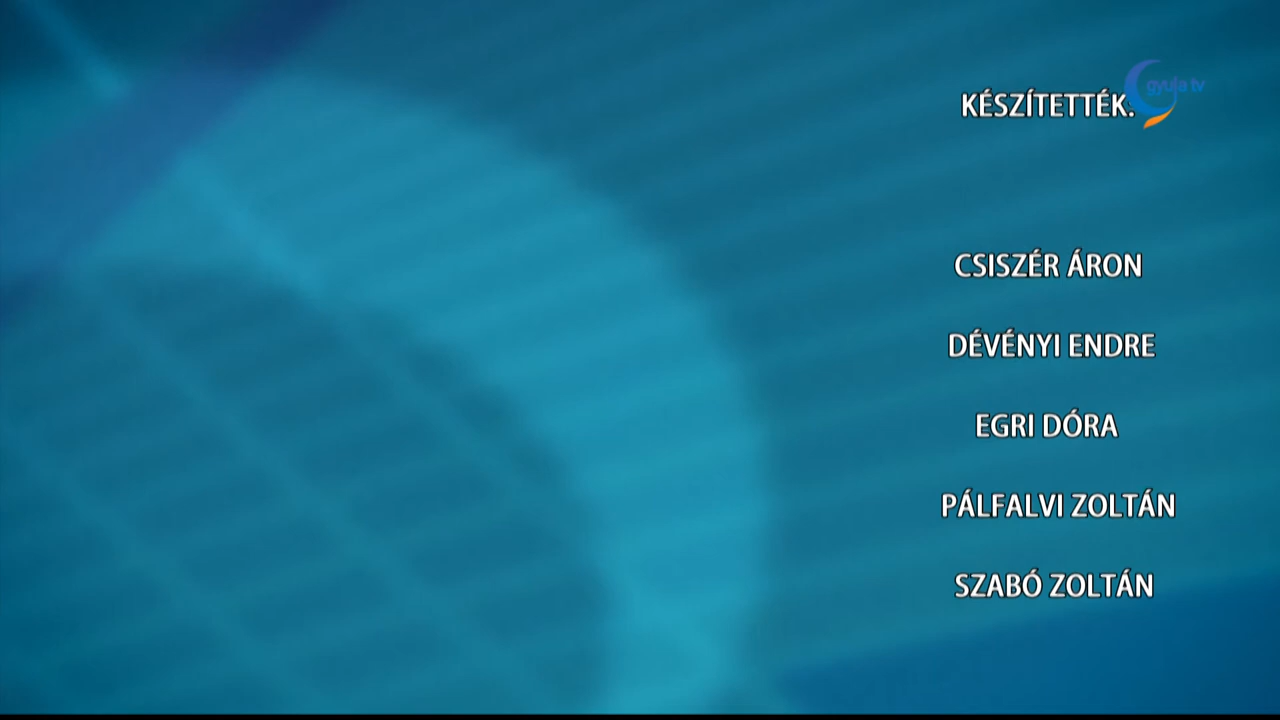 gyula tv
KÉSZÍTETTÉK:
CSISZÉR ÁRON
DÉVÉNYI ENDRE
EGRI DÓRA
PÁLFALVI ZOLTÁN
SZABÓ ZOLTÁN